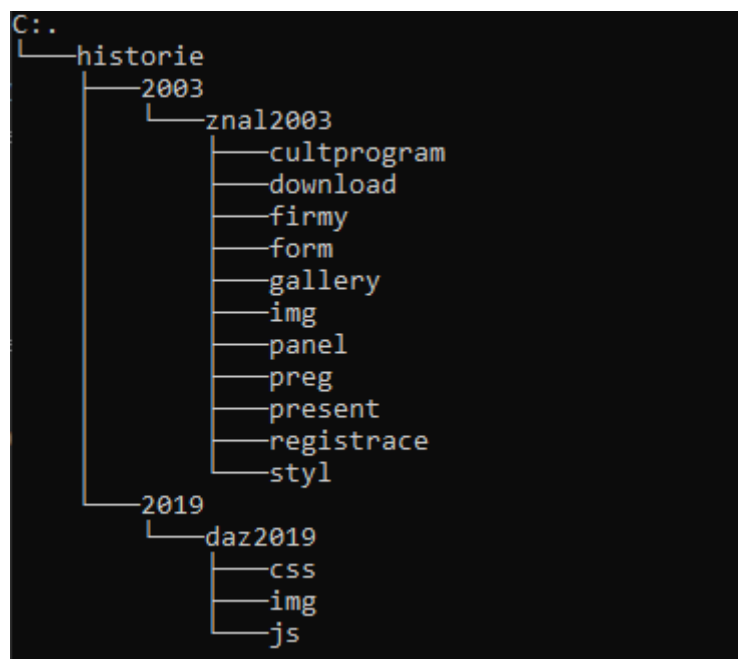 C:.
└───historie
    ├───2003
    │   └───znal2003
    │       ├───cultprogram
    │       ├───download
    │       ├───firmy
    │       ├───form
    │       ├───gallery
    │       ├───img
    │       ├───panel
    │       ├───preg
    │       ├───present
    │       ├───registrace
    │       └───styl
    └───2019
        └───daz2019
            ├───css
            ├───img
            └───js